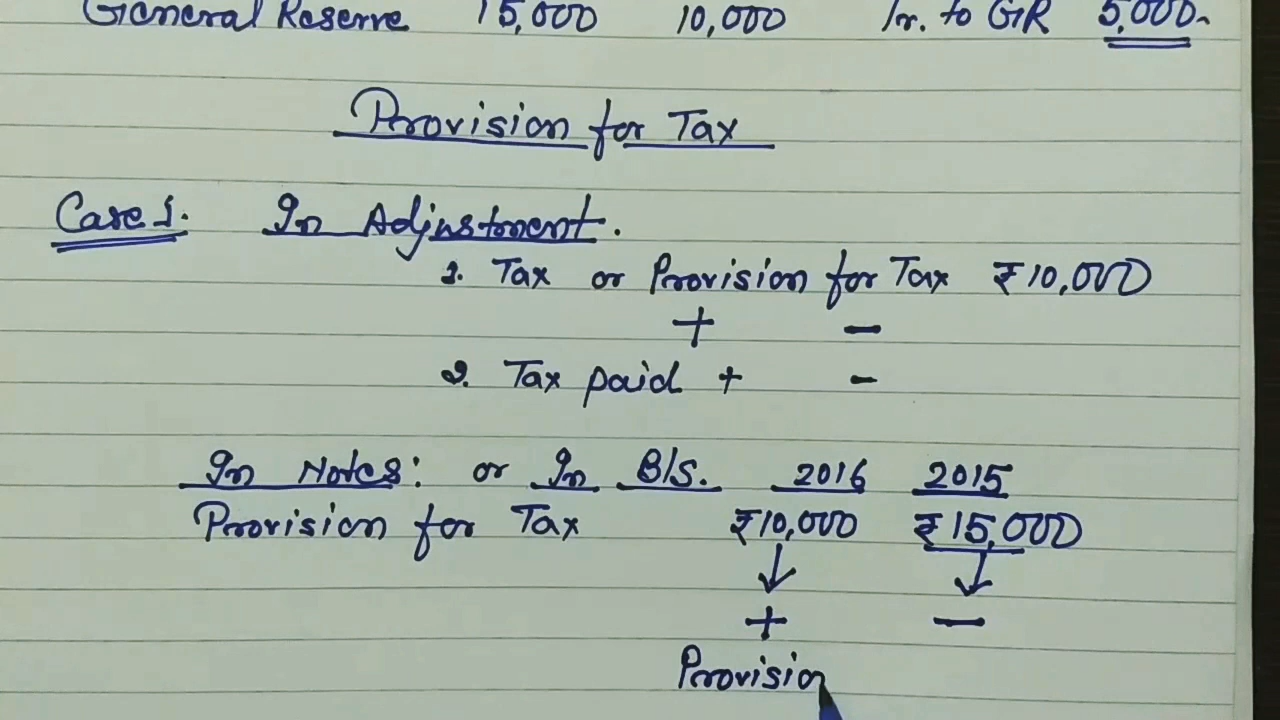 General Reserve 15,000 10,000 Tr. to GR 5,000
Provision for Tax
Case 1. In Adjustment.
1. Tax or Provision for Tax ₹10,000
+ -
2. Tax paid + -
In Notes: or In B/S. 2016 2015
Provision for Tax ₹10,000 ₹15,000
+ -
Provision